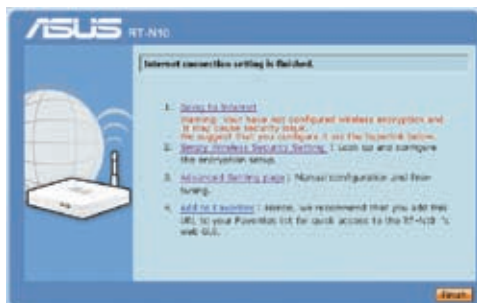 ASUS RT-N10
Internet connection setting is finished.
1. Going to Internet
Warning: Your have not configured wireless encryption and
it may cause security issue.
We suggest that you configure it via the hyperlink below.
2. Simply Wireless Security Setting : Look up and configure
the encryption setup.
3. Advanced Setting page : Manual configuration and fine-
tuning.
4. Add to Favorites : Hence, we recommend that you add this
URL to your Favorites list for quick access to the RT-N10 's
web GUI.
Finish